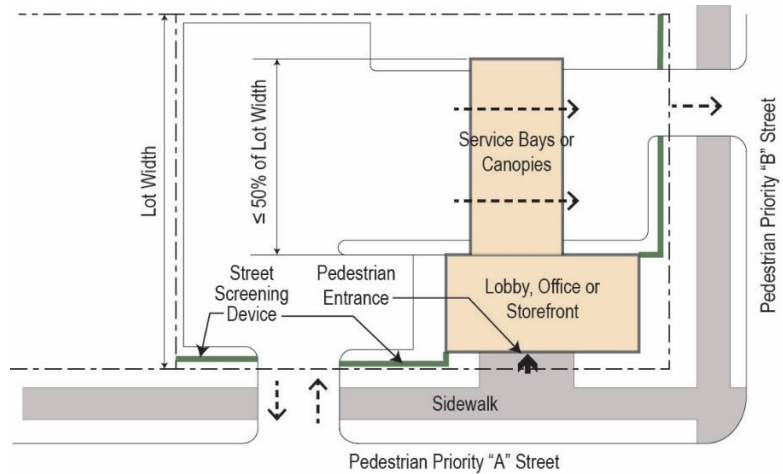 Lot Width
≤ 50% of Lot Width
Service Bays or
Canopies
Pedestrian Priority “B” Street
Street
Screening
Device
Pedestrian
Entrance
Lobby, Office or
Storefront
Sidewalk
Pedestrian Priority “A” Street